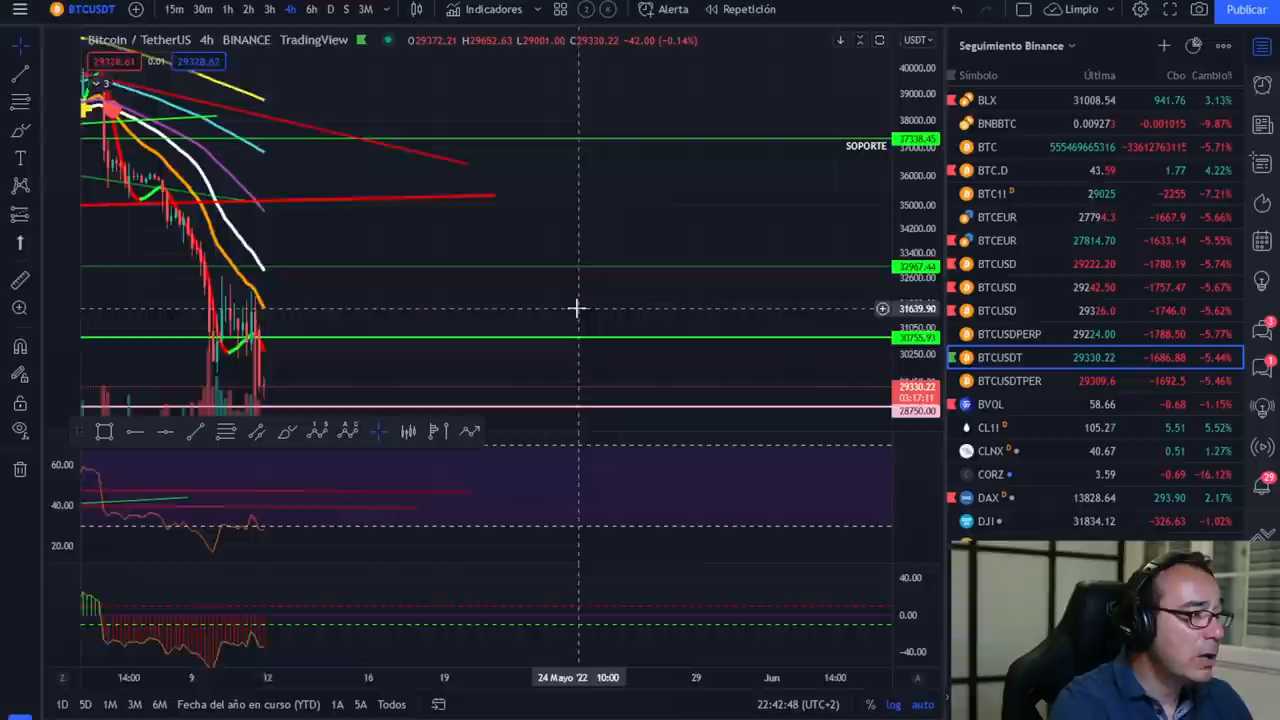 BTCUSDT 15m 30m 1h 2h 3h 4h 6h D S 3M Indicadores Alerta Repetición Limpio Publicar
Bitcoin / TetherUS 4h BINANCE TradingView O29372.21 H29652.63 L29001.00 C29330.22 −42.00 (−0.14%) USDT
0.01 29328.62
3
40000.00
39000.00
38000.00
37338.45
SOPORTE
37000.00
36000.00
35000.00
34200.00
33400.00
32967.44
32600.00
31639.90
31050.00
30755.93
30250.00
29330.22
03:17:11
28750.00
60.00
40.00
20.00
40.00
0.00
−40.00
14:00 9 12 16 19 24 Mayo '22 10:00 29 Jun 14:00
Z A
1D 5D 1M 3M 6M Fecha del año en curso (YTD) 1A 5A Todos 22:42:48 (UTC+2) % log auto
Seguimiento Binance
Símbolo Última Cbo Cambio%
BLX 31008.54 941.76 3.13%
BNBBTC 0.009273 −0.001015 −9.87%
BTC 555469665316 −33612763115 −5.71%
BTC.D 43.59 1.77 4.22%
BTC1! D 29025 −2255 −7.21%
BTCEUR 27794.3 −1667.9 −5.66%
BTCEUR 27814.70 −1633.14 −5.55%
BTCUSD 29222.20 −1780.19 −5.74%
BTCUSD 29242.50 −1757.47 −5.67%
BTCUSD 29326.0 −1746.0 −5.62%
BTCUSDPERP 29224.00 −1788.50 −5.77%
BTCUSDT 29330.22 −1686.88 −5.44%
BTCUSDTPER 29309.6 −1692.5 −5.46%
BVOL 58.66 −0.68 −1.15%
CL1! D 105.27 5.51 5.52%
CLNX D 40.67 0.51 1.27%
CORZ 3.59 −0.69 −16.12%
DAX D 13828.64 293.90 2.17%
DJI 31834.12 −326.63 −1.02%
3
1
29